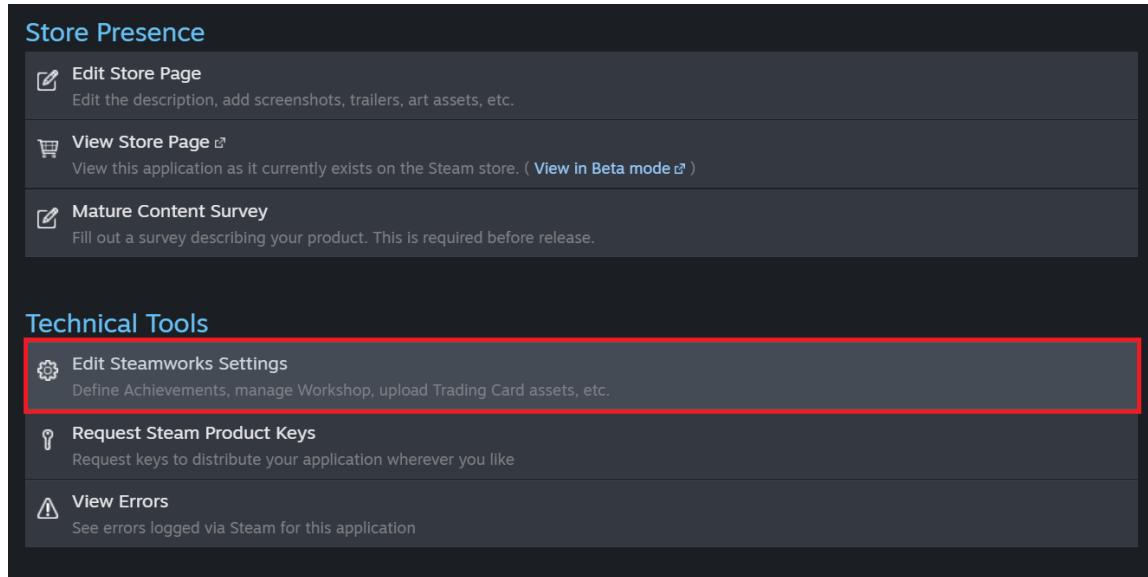 Store Presence
Edit Store Page
Edit the description, add screenshots, trailers, art assets, etc.
View Store Page
View this application as it currently exists on the Steam store. ( View in Beta mode )
Mature Content Survey
Fill out a survey describing your product. This is required before release.
Technical Tools
Edit Steamworks Settings
Define Achievements, manage Workshop, upload Trading Card assets, etc.
Request Steam Product Keys
Request keys to distribute your application wherever you like
View Errors
See errors logged via Steam for this application